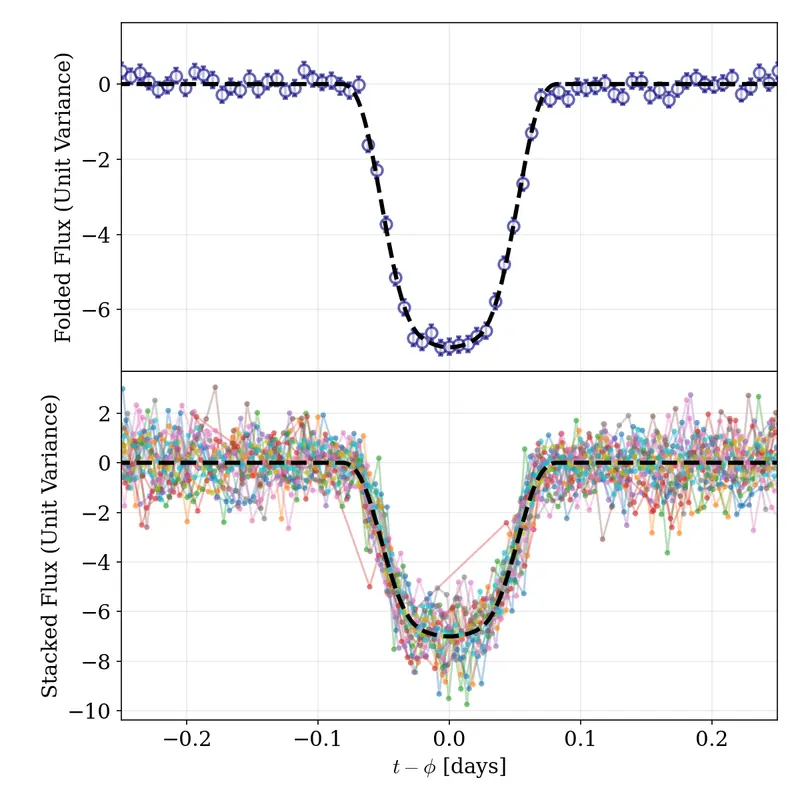 Folded Flux (Unit Variance)
0
−2
−4
−6
Stacked Flux (Unit Variance)
2
0
−2
−4
−6
−8
−10
−0.2 −0.1 0.0 0.1 0.2
t − ϕ [days]